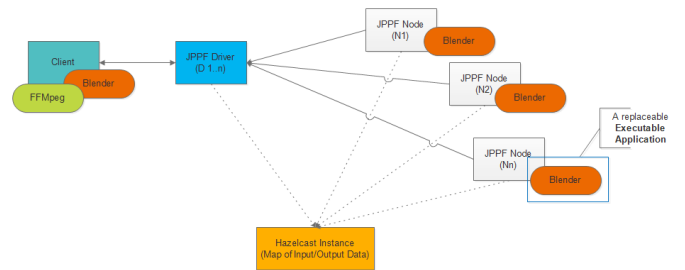 Client
Blender
FFMpeg
JPPF Driver
(D 1..n)
JPPF Node
(N1)
Blender
JPPF Node
(N2)
Blender
JPPF Node
(Nn)
Blender
A replaceable
Executable
Application
Hazelcast Instance
(Map of Input/Output Data)